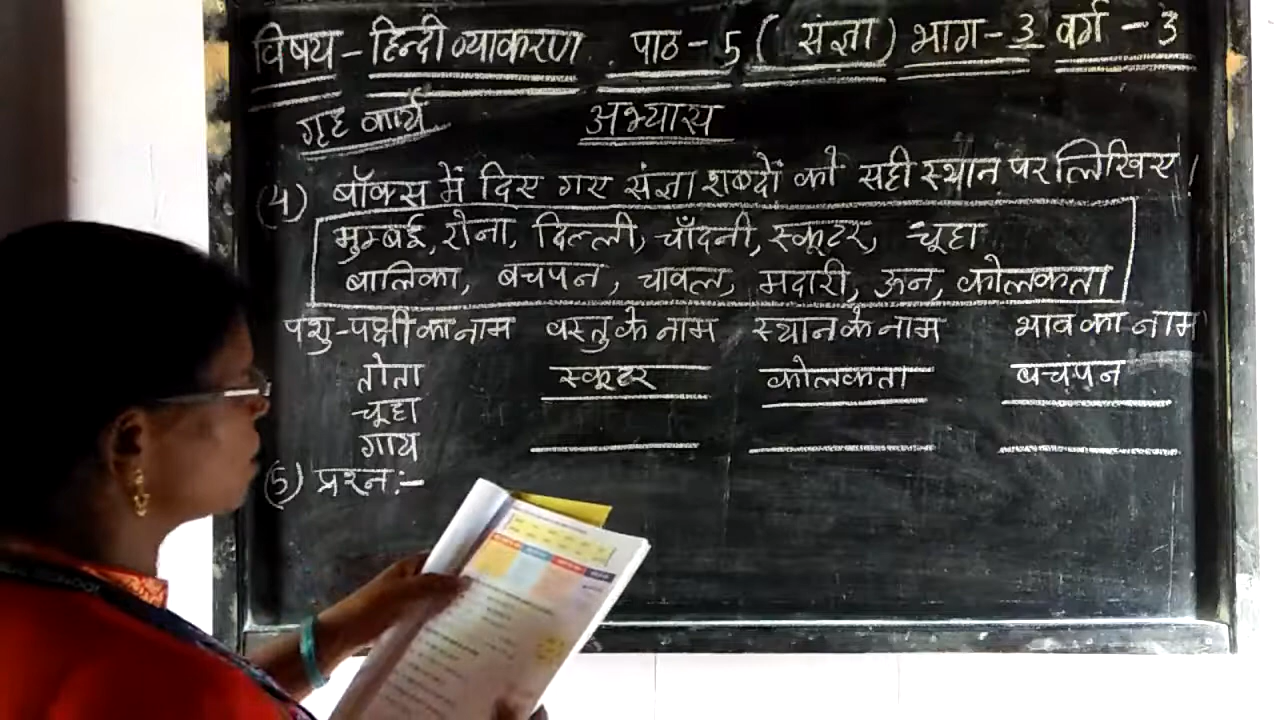 विषय - हिन्दी व्याकरण . पाठ - 5 ( संज्ञा ) भाग - 3 वर्ग - 3
गृह कार्य अभ्यास
(4) बॉक्स में दिए गए संज्ञा शब्दों को सही स्थान पर लिखिए।
मुम्बई, रोना, दिल्ली, चाँदनी, स्कूटर, चूहा
बालिका, बचपन, चावल, मदारी, ऊन, कोलकता
पशु-पक्षी का नाम वस्तु के नाम स्थान के नाम भाव का नाम
तोता स्कूटर कोलकता बचपन
चूहा
गाय
(5) प्रश्न:-